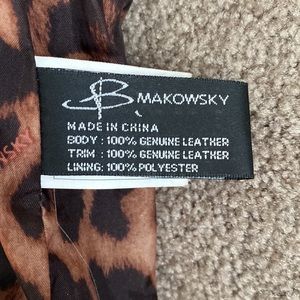 B MAKOWSKY
MADE IN CHINA
BODY : 100% GENUINE LEATHER
TRIM : 100% GENUINE LEATHER
LINING: 100% POLYESTER